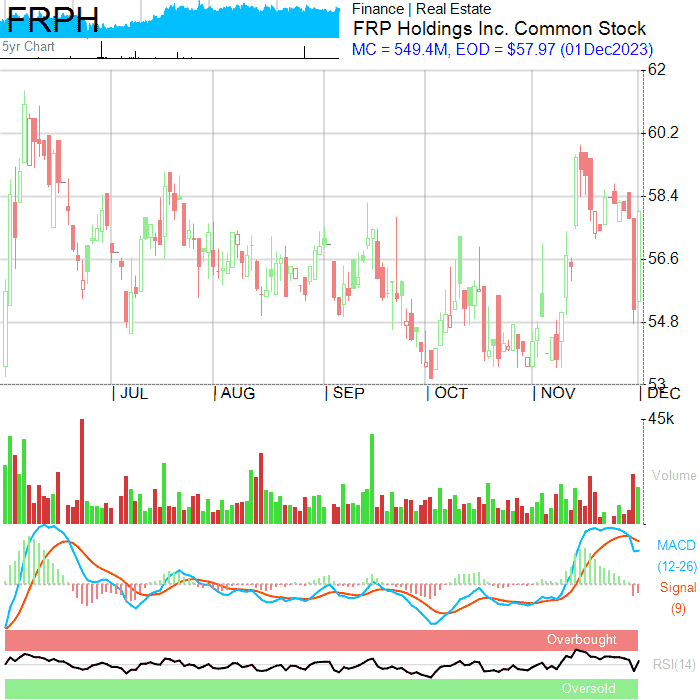 FRPH
5yr Chart
Finance | Real Estate
FRP Holdings Inc. Common Stock
MC = 549.4M, EOD = $57.97 (01Dec2023)
62
60.2
58.4
56.6
54.8
53
| JUL | AUG | SEP | OCT | NOV | DEC
45k
Volume
MACD
(12-26)
Signal
(9)
Overbought
RSI(14)
Oversold